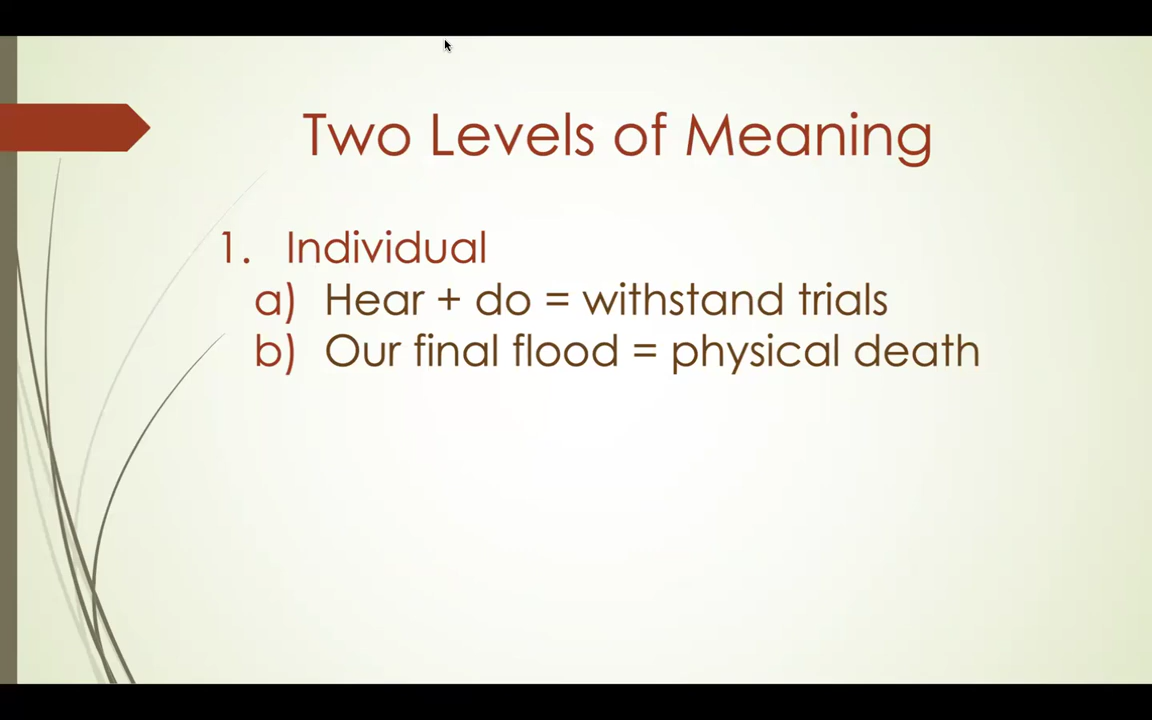 Two Levels of Meaning
1. Individual
a) Hear + do = withstand trials
b) Our final flood = physical death